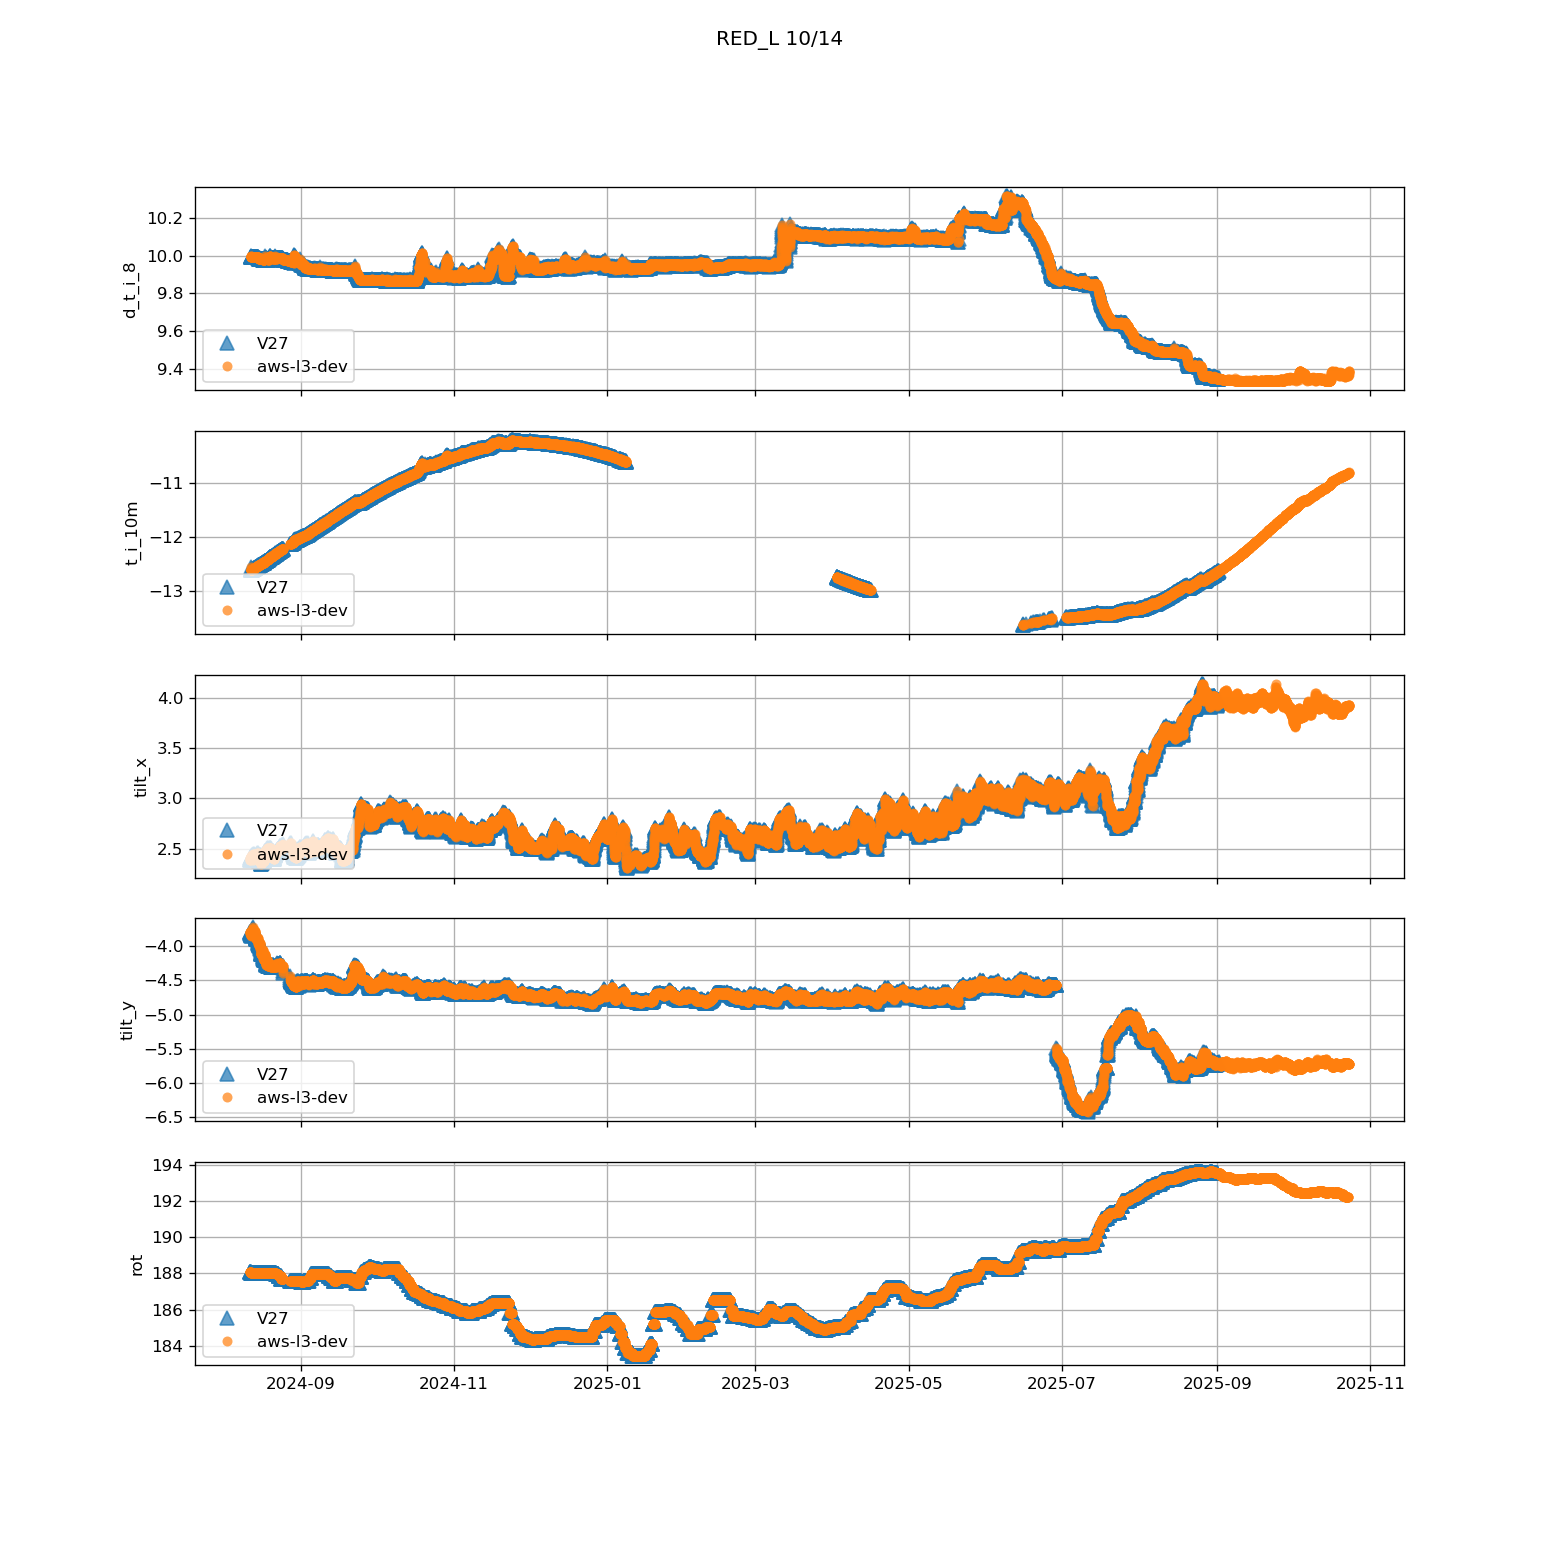 RED_L 10/14
d_t_i_8
10.2
10.0
9.8
9.6
9.4
V27
aws-l3-dev
t_i_10m
−11
−12
−13
V27
aws-l3-dev
tilt_x
4.0
3.5
3.0
2.5
V27
aws-l3-dev
tilt_y
−4.0
−4.5
−5.0
−5.5
−6.0
−6.5
V27
aws-l3-dev
rot
194
192
190
188
186
184
V27
aws-l3-dev
2024-09 2024-11 2025-01 2025-03 2025-05 2025-07 2025-09 2025-11